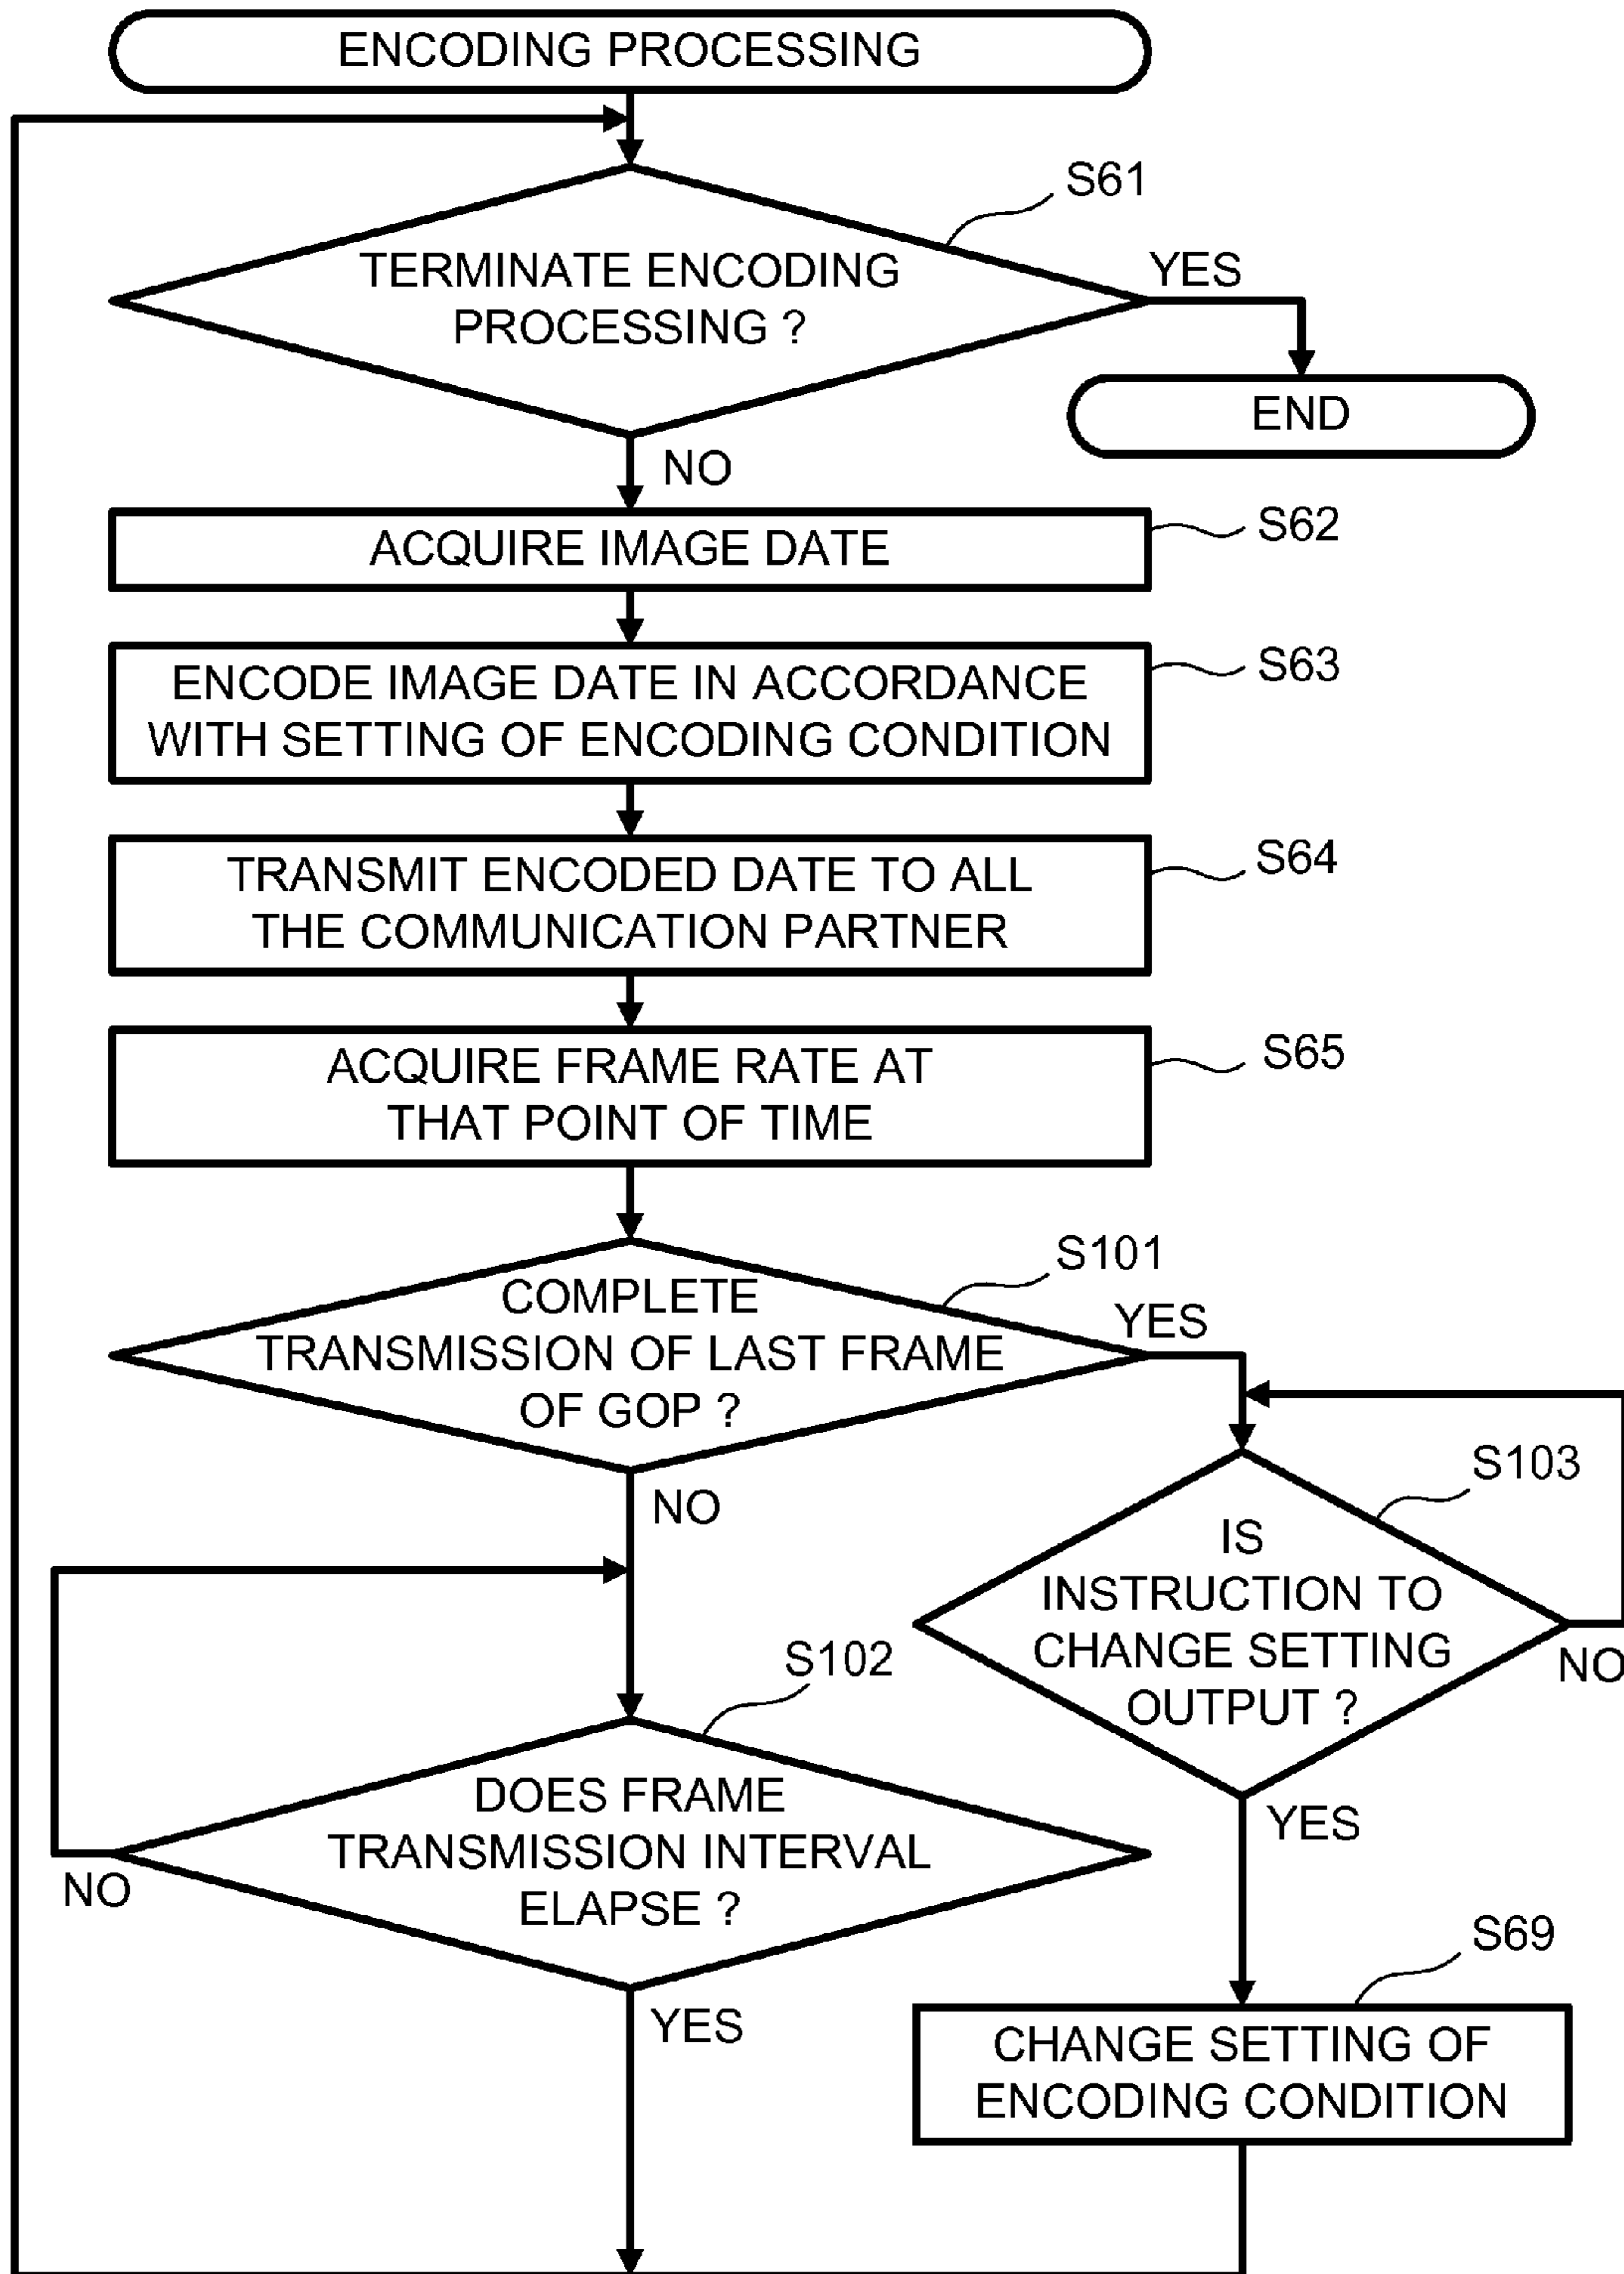 ENCODING PROCESSING
S61
TERMINATE ENCODING
PROCESSING ?
YES
END
NO
ACQUIRE IMAGE DATE
S62
ENCODE IMAGE DATE IN ACCORDANCE
WITH SETTING OF ENCODING CONDITION
S63
TRANSMIT ENCODED DATE TO ALL
THE COMMUNICATION PARTNER
S64
ACQUIRE FRAME RATE AT
THAT POINT OF TIME
S65
S101
COMPLETE
TRANSMISSION OF LAST FRAME
OF GOP ?
YES
NO
S103
IS
INSTRUCTION TO
CHANGE SETTING
OUTPUT ?
NO
YES
S102
DOES FRAME
TRANSMISSION INTERVAL
ELAPSE ?
NO
YES
S69
CHANGE SETTING OF
ENCODING CONDITION